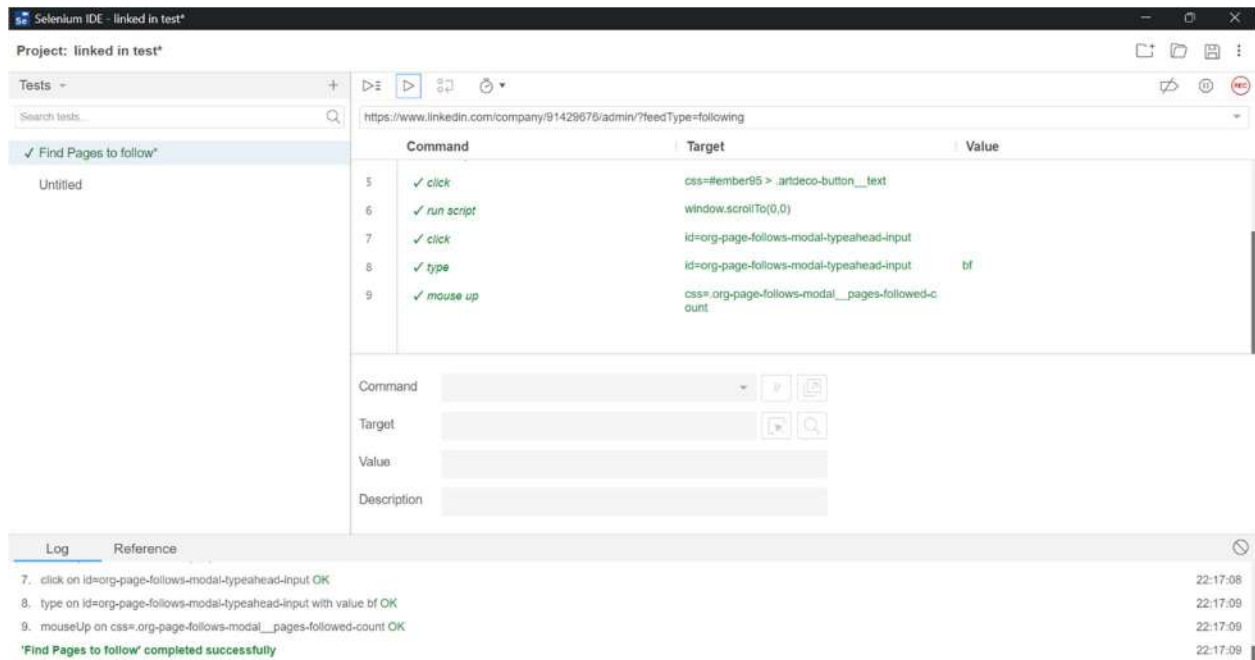 Selenium IDE - linked in test*
Project: linked in test*
Tests
Search tests...
https://www.linkedin.com/company/91429676/admin/?feedType=following
REC
Command Target Value
✓ Find Pages to follow*
Untitled
5 ✓ click css=#ember95 > .artdeco-button__text
6 ✓ run script window.scrollTo(0,0)
7 ✓ click id=org-page-follows-modal-typeahead-input
8 ✓ type id=org-page-follows-modal-typeahead-input bf
9 ✓ mouse up css=.org-page-follows-modal__pages-followed-c
ount
Command
//
Target
Value
Description
Log Reference
7. click on id=org-page-follows-modal-typeahead-input OK 22:17:08
8. type on id=org-page-follows-modal-typeahead-input with value bf OK 22:17:09
9. mouseUp on css=.org-page-follows-modal__pages-followed-count OK 22:17:09
'Find Pages to follow' completed successfully 22:17:09